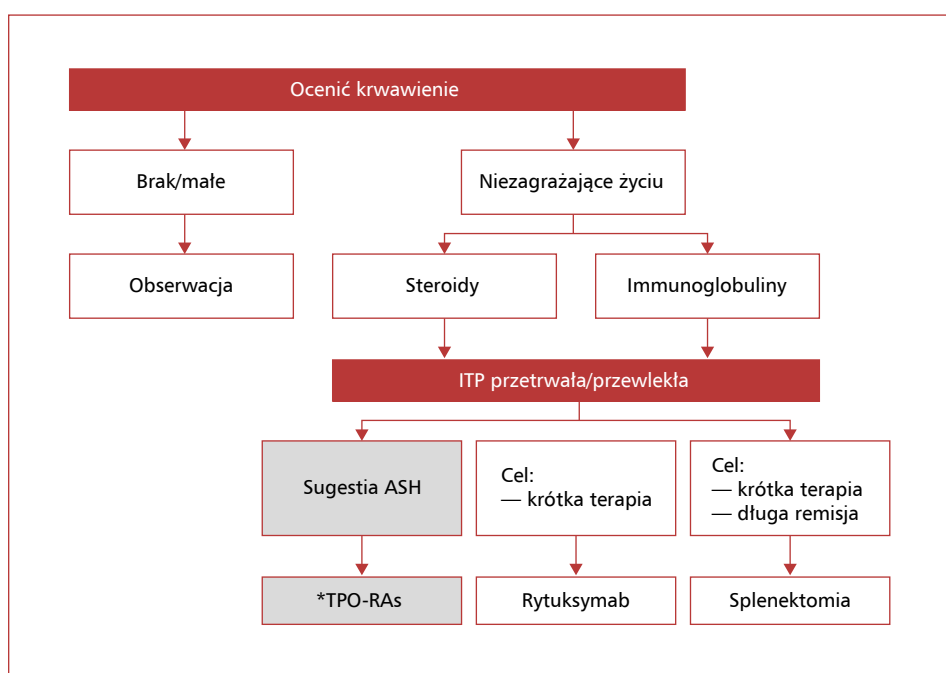 Ocenić krwawienie
Brak/małe
Niezagrażające życiu
Obserwacja
Steroidy
Immunoglobuliny
ITP przetrwała/przewlekła
Sugestia ASH
Cel:
— krótka terapia
Cel:
— krótka terapia
— długa remisja
*TPO-RAs
Rytuksymab
Splenektomia